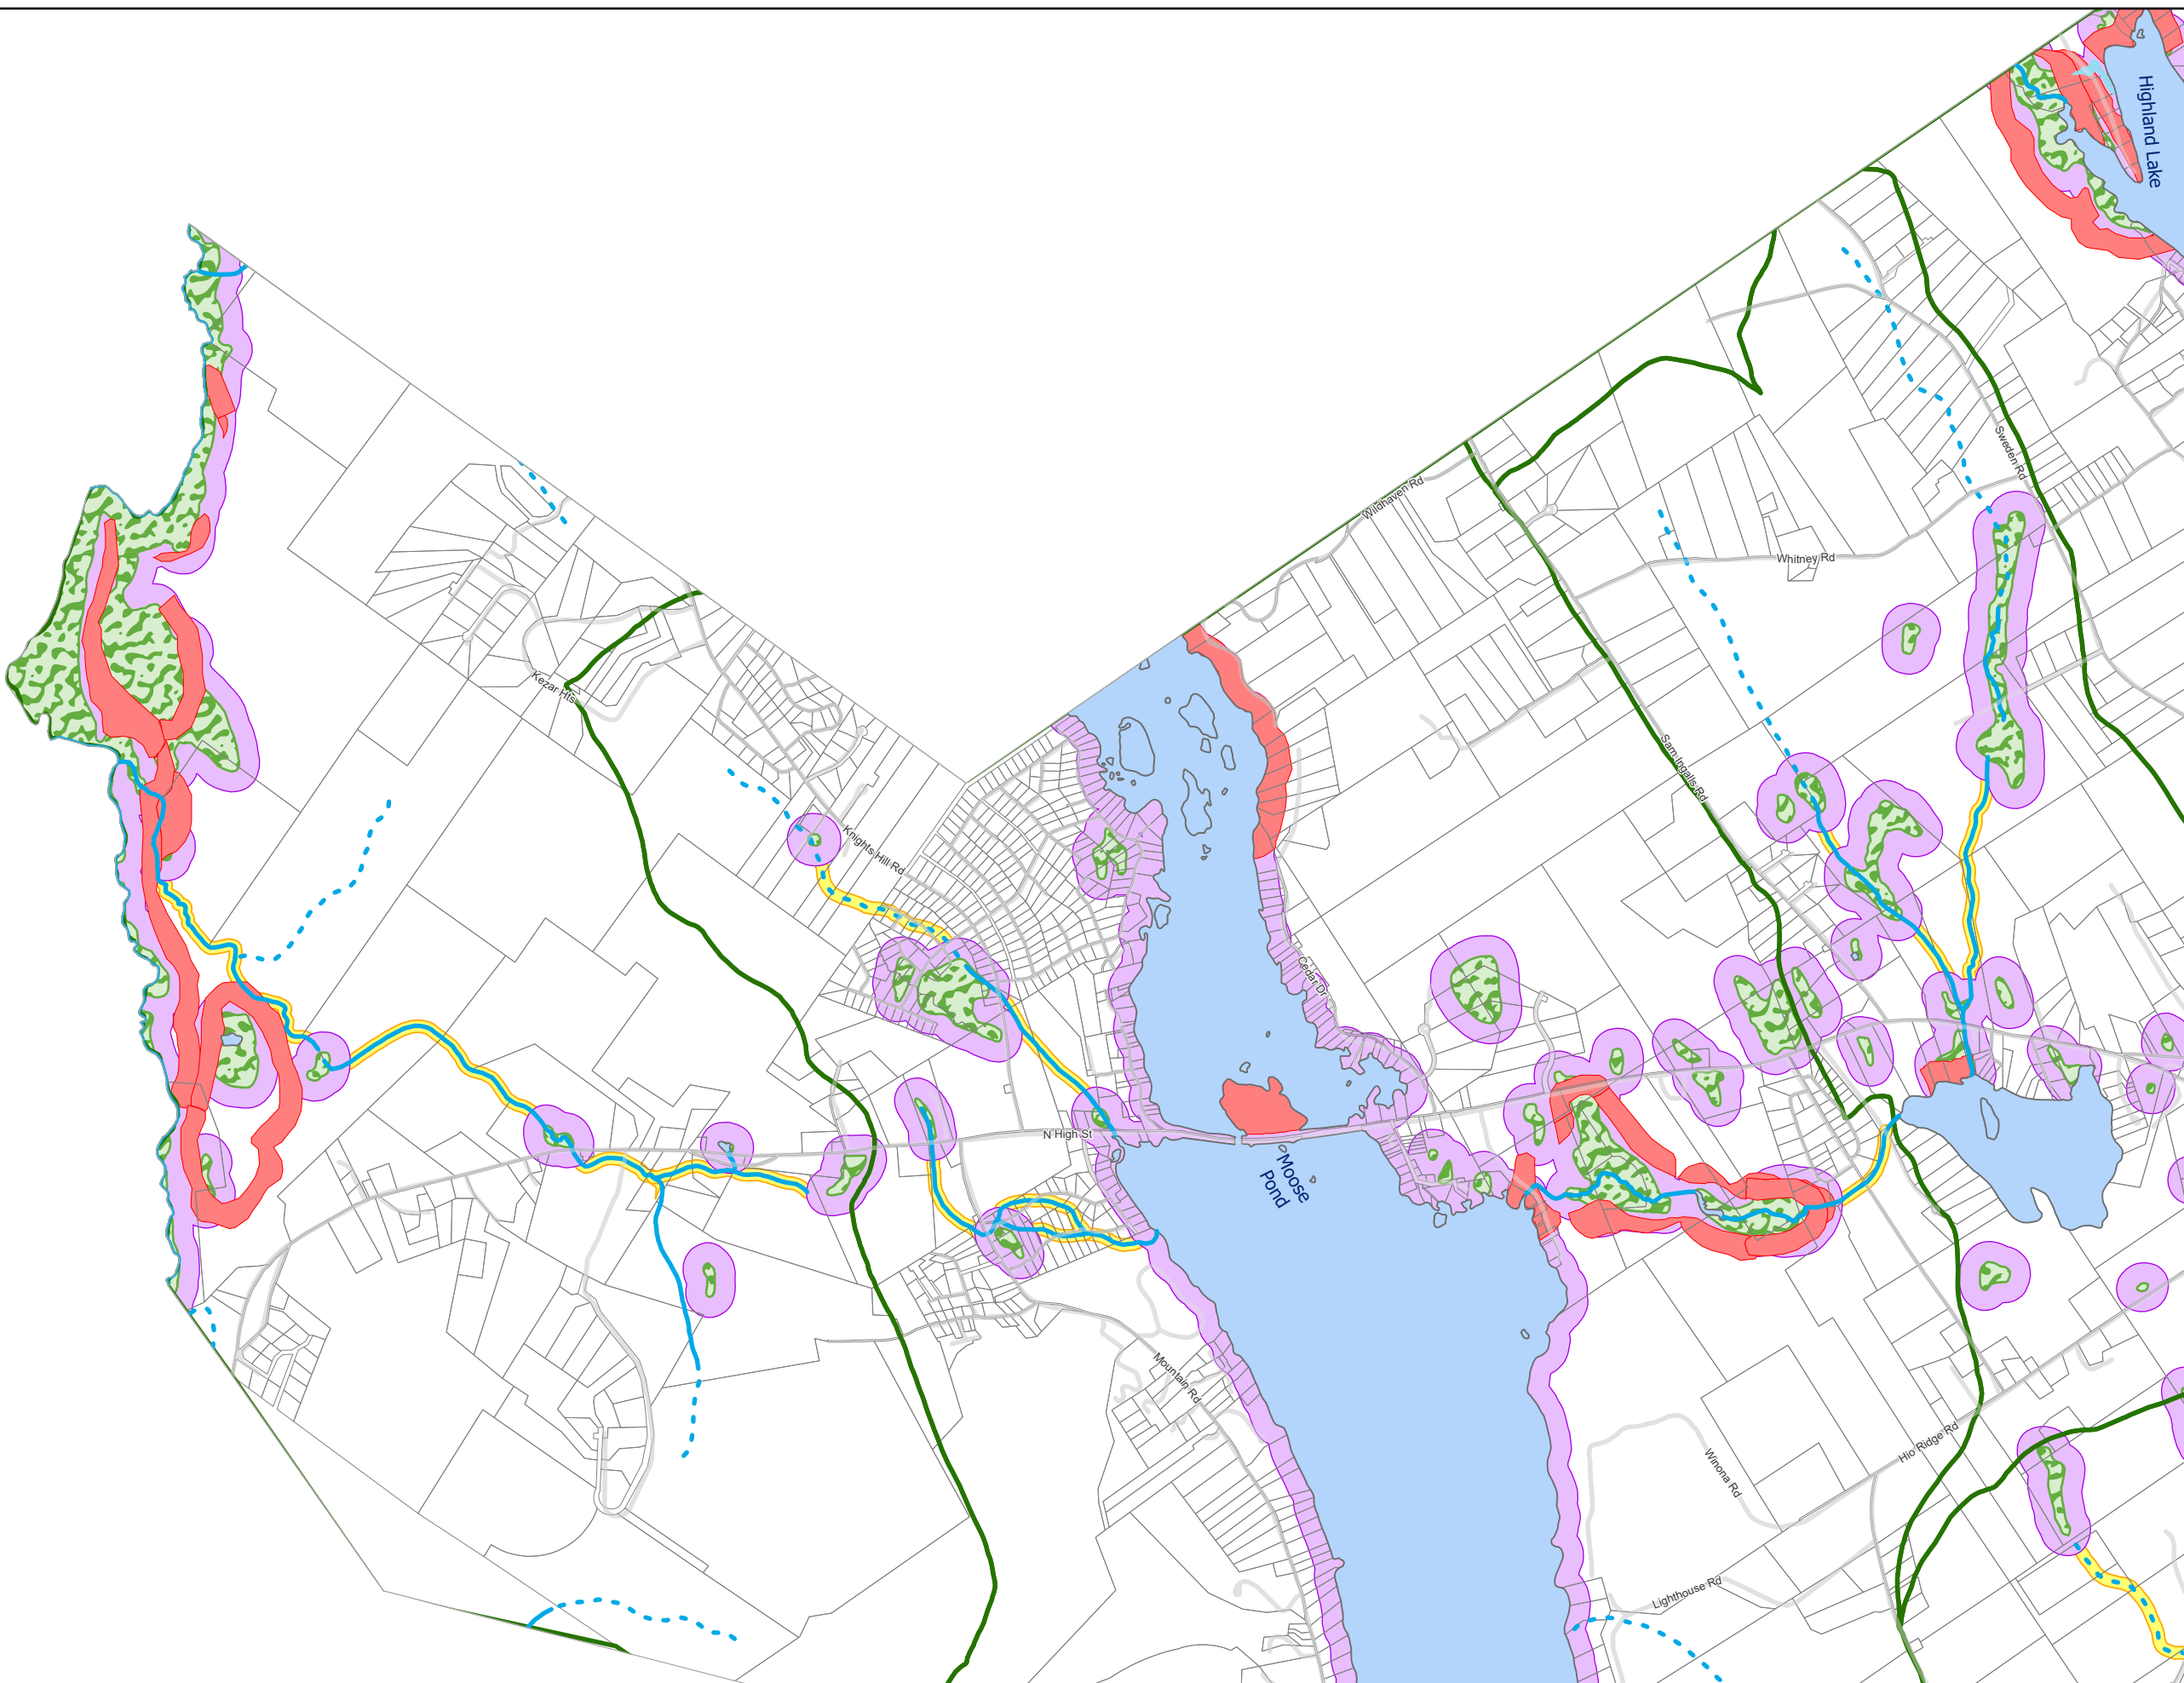 Highland Lake
Sweden Rd
Wildhaven Rd
Whitney Rd
Kezar Hts
Sam Ingalls Rd
Knights Hill Rd
Cedar Dr
N High St
Moose
Pond
Mountain Rd
Hio Ridge Rd
Winona Rd
Lighthouse Rd